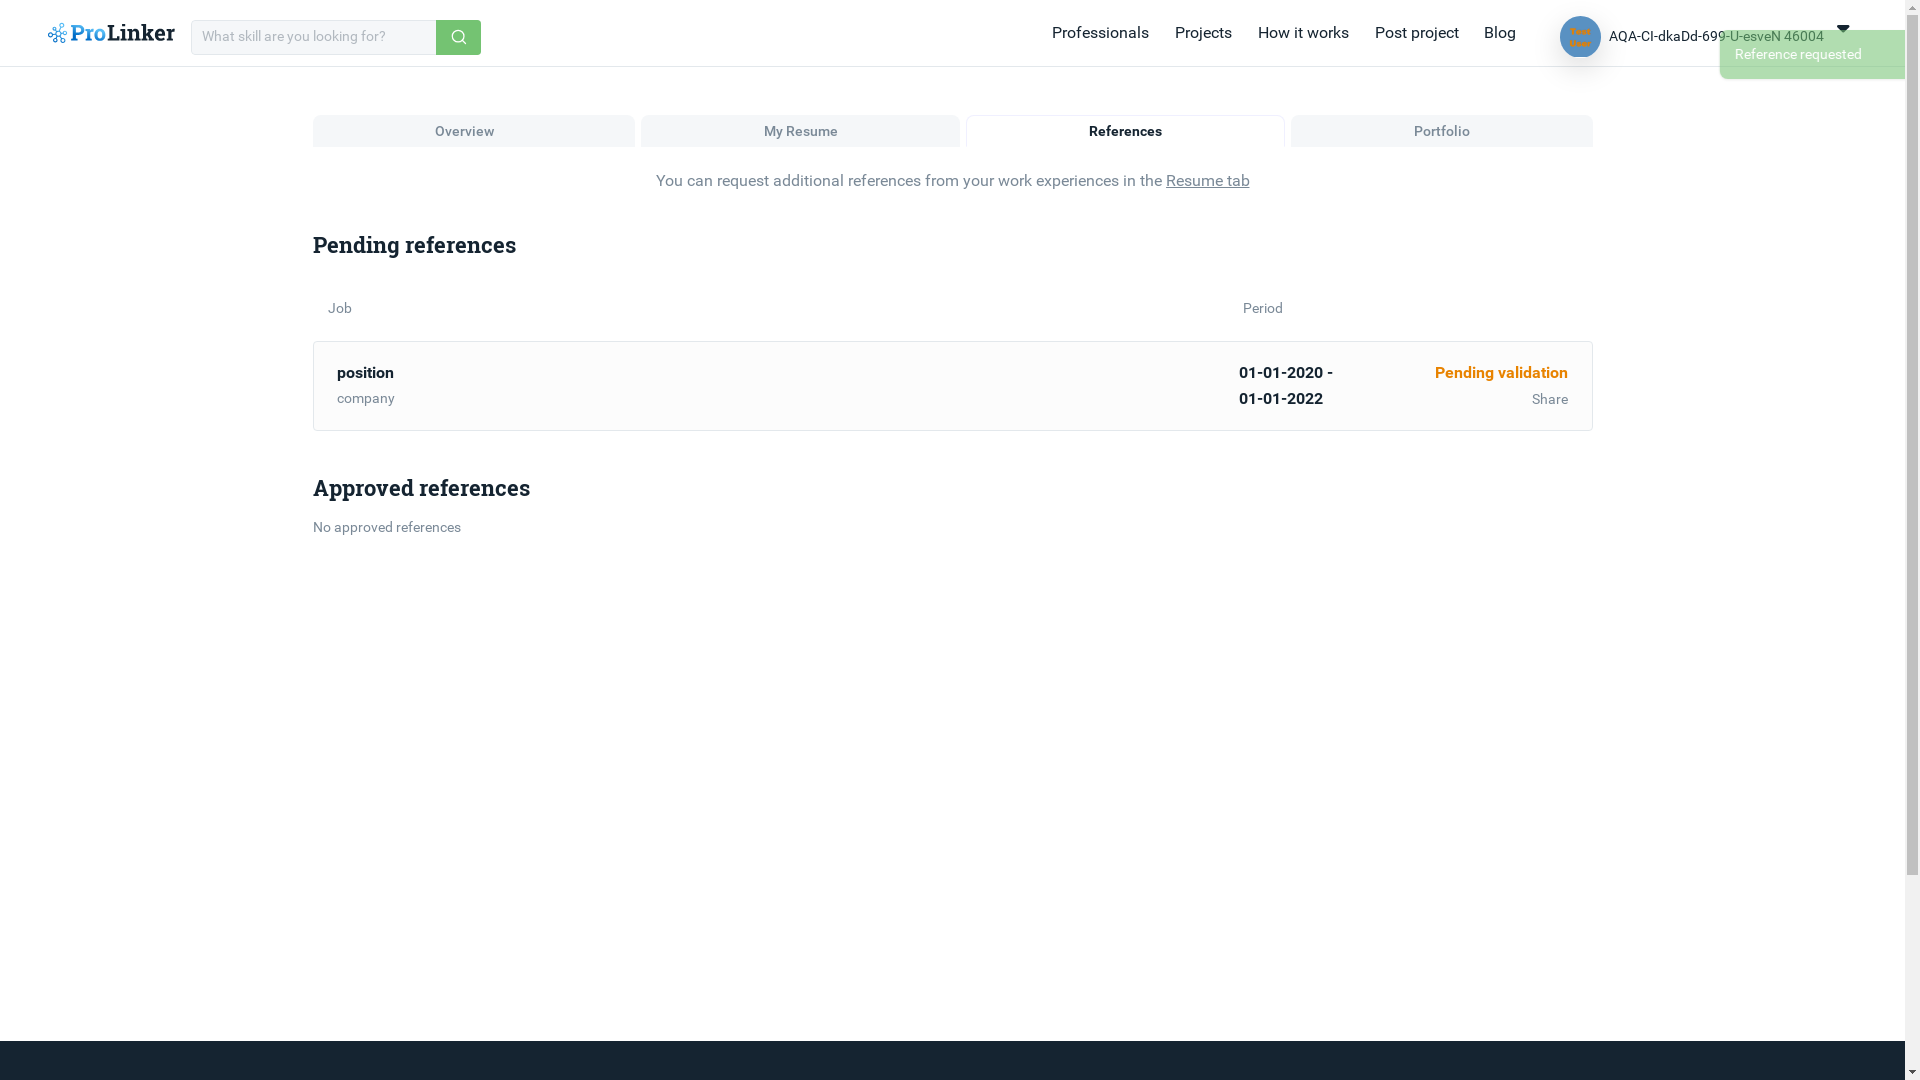 ProLinker
What skill are you looking for?
Professionals
Projects
How it works
Post project
Blog
Test
User
AQA-CI-dkaDd-699-U-esveN 46004
Reference requested
Overview
My Resume
References
Portfolio
You can request additional references from your work experiences in the Resume tab
Pending references
Job
Period
position
01-01-2020 -
Pending validation
company
01-01-2022
Share
Approved references
No approved references